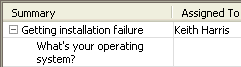 Summary Assigned To
Getting installation failure Keith Harris
What's your operating
system?